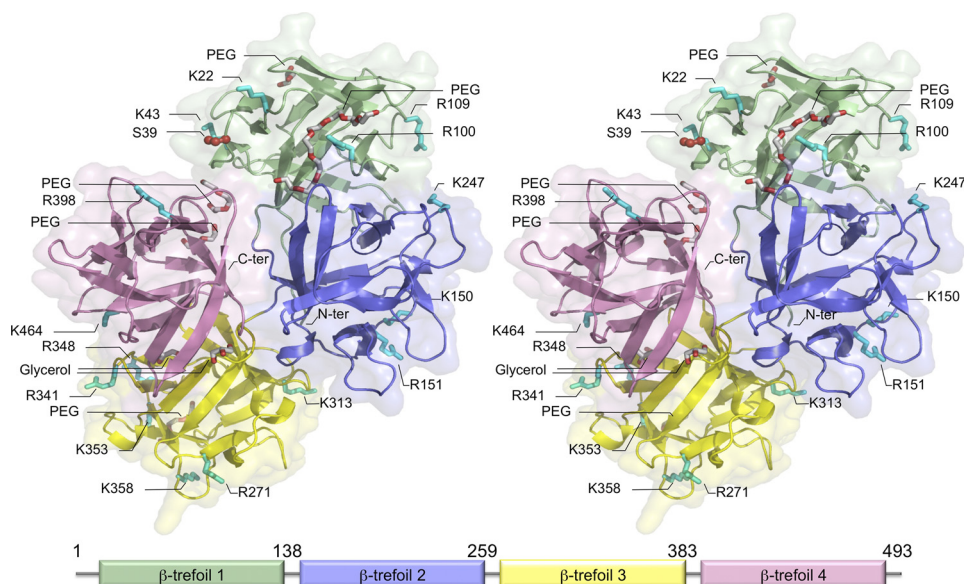 PEG
K22
PEG
K43
R109
S39
R100
PEG
K247
R398
PEG
C-ter
K150
K464
N-ter
R348
Glycerol
R151
R341
K313
PEG
K353
K358
R271
PEG
K22
PEG
K43
R109
S39
R100
PEG
K247
R398
PEG
C-ter
K150
K464
N-ter
R348
Glycerol
R151
R341
K313
PEG
K353
K358
R271
1 138 259 383 493
β-trefoil 1 β-trefoil 2 β-trefoil 3 β-trefoil 4